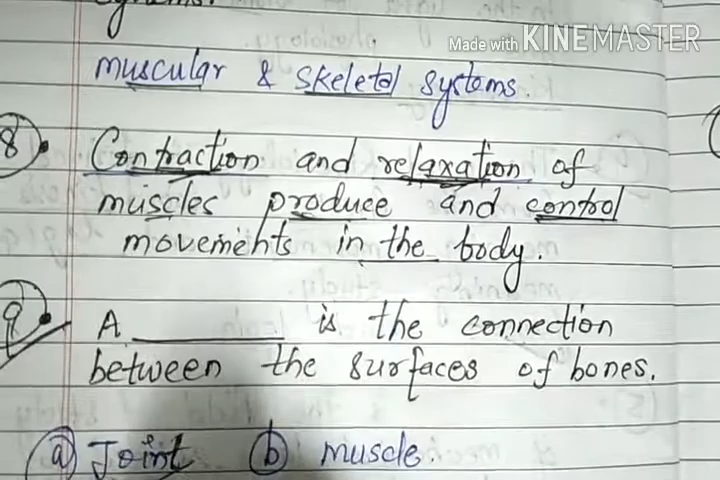 Made with KINEMASTER
muscular & skeletal systems.
8 Contraction and relaxation of
muscles produce and control
movements in the body.
9 A ________ is the connection
between the surfaces of bones.
(a) Joint (b) muscle.